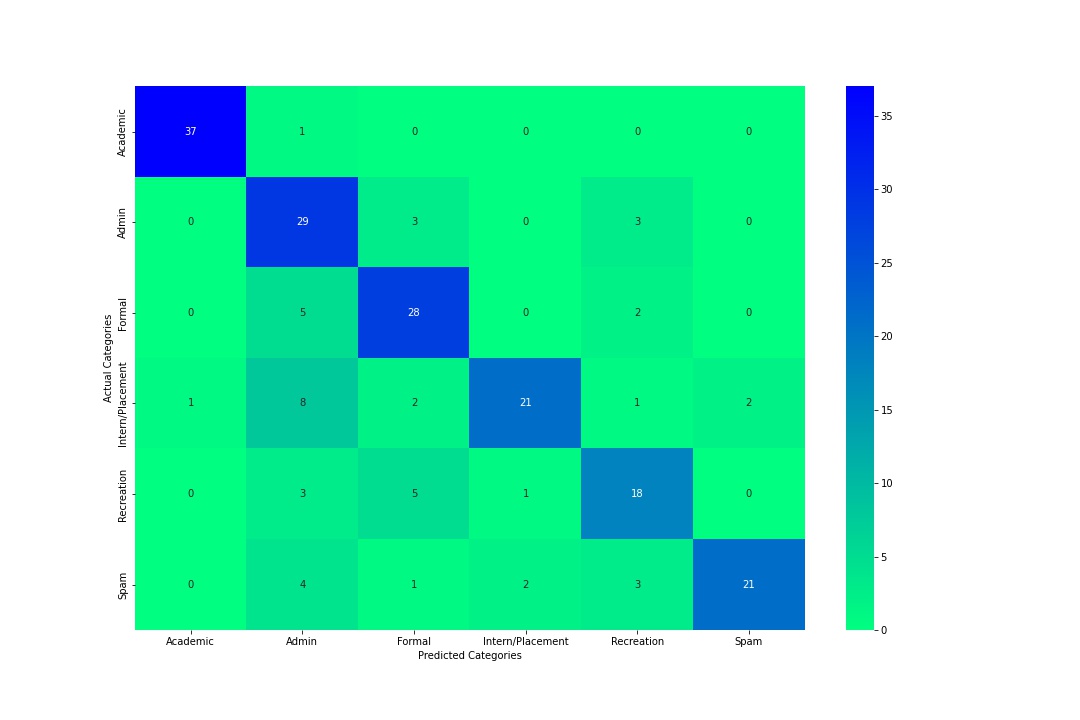 Academic 37 1 0 0 0 0
Admin 0 29 3 0 3 0
Formal 0 5 28 0 2 0
Intern/Placement 1 8 2 21 1 2
Recreation 0 3 5 1 18 0
Spam 0 4 1 2 3 21
Actual Categories
Academic Admin Formal Intern/Placement Recreation Spam
Predicted Categories
35
30
25
20
15
10
5
0